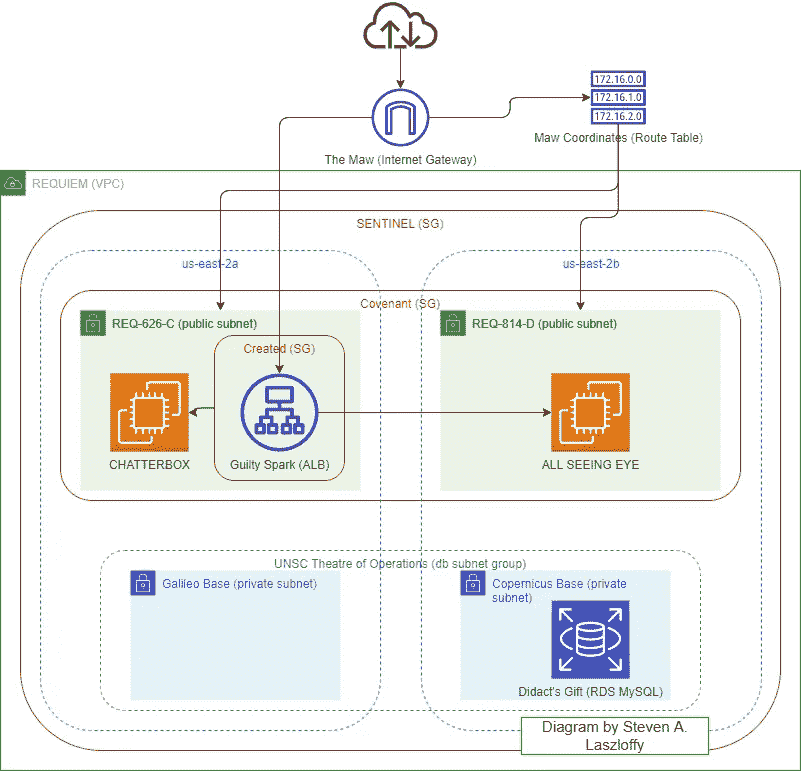 172.16.0.0
172.16.1.0
172.16.2.0
Maw Coordinates (Route Table)
The Maw (Internet Gateway)
REQUIEM (VPC)
SENTINEL (SG)
us-east-2a
us-east-2b
Covenant (SG)
REQ-626-C (public subnet)
REQ-814-D (public subnet)
Created (SG)
CHATTERBOX
Guilty Spark (ALB)
ALL SEEING EYE
UNSC Theatre of Operations (db subnet group)
Galileo Base (private subnet)
Copernicus Base (private
subnet)
Didact's Gift (RDS MySQL)
Diagram by Steven A.
Laszloffy